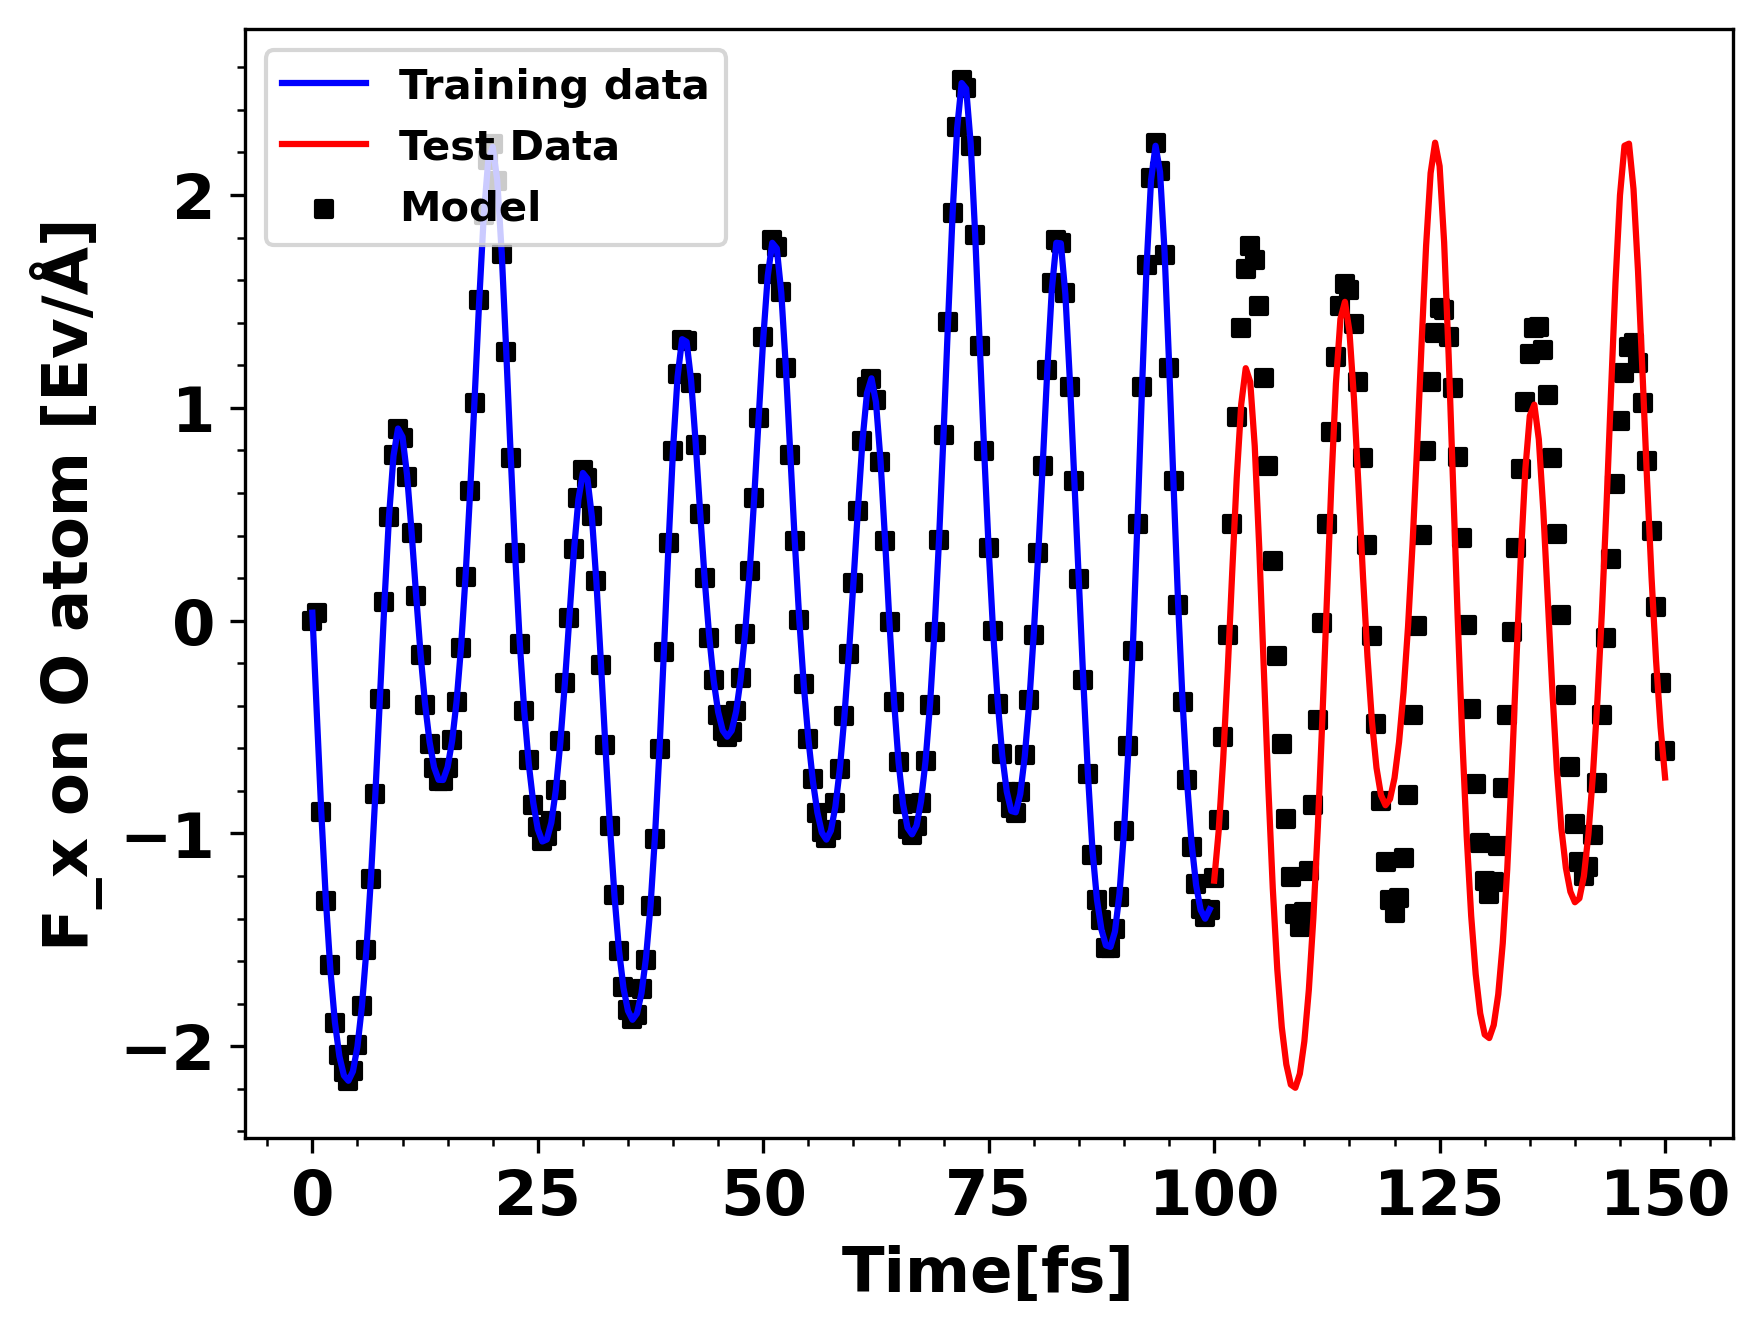 Training data
Test Data
Model
F_x on O atom [Ev/Å]
2
1
0
−1
−2
0 25 50 75 100 125 150
Time[fs]